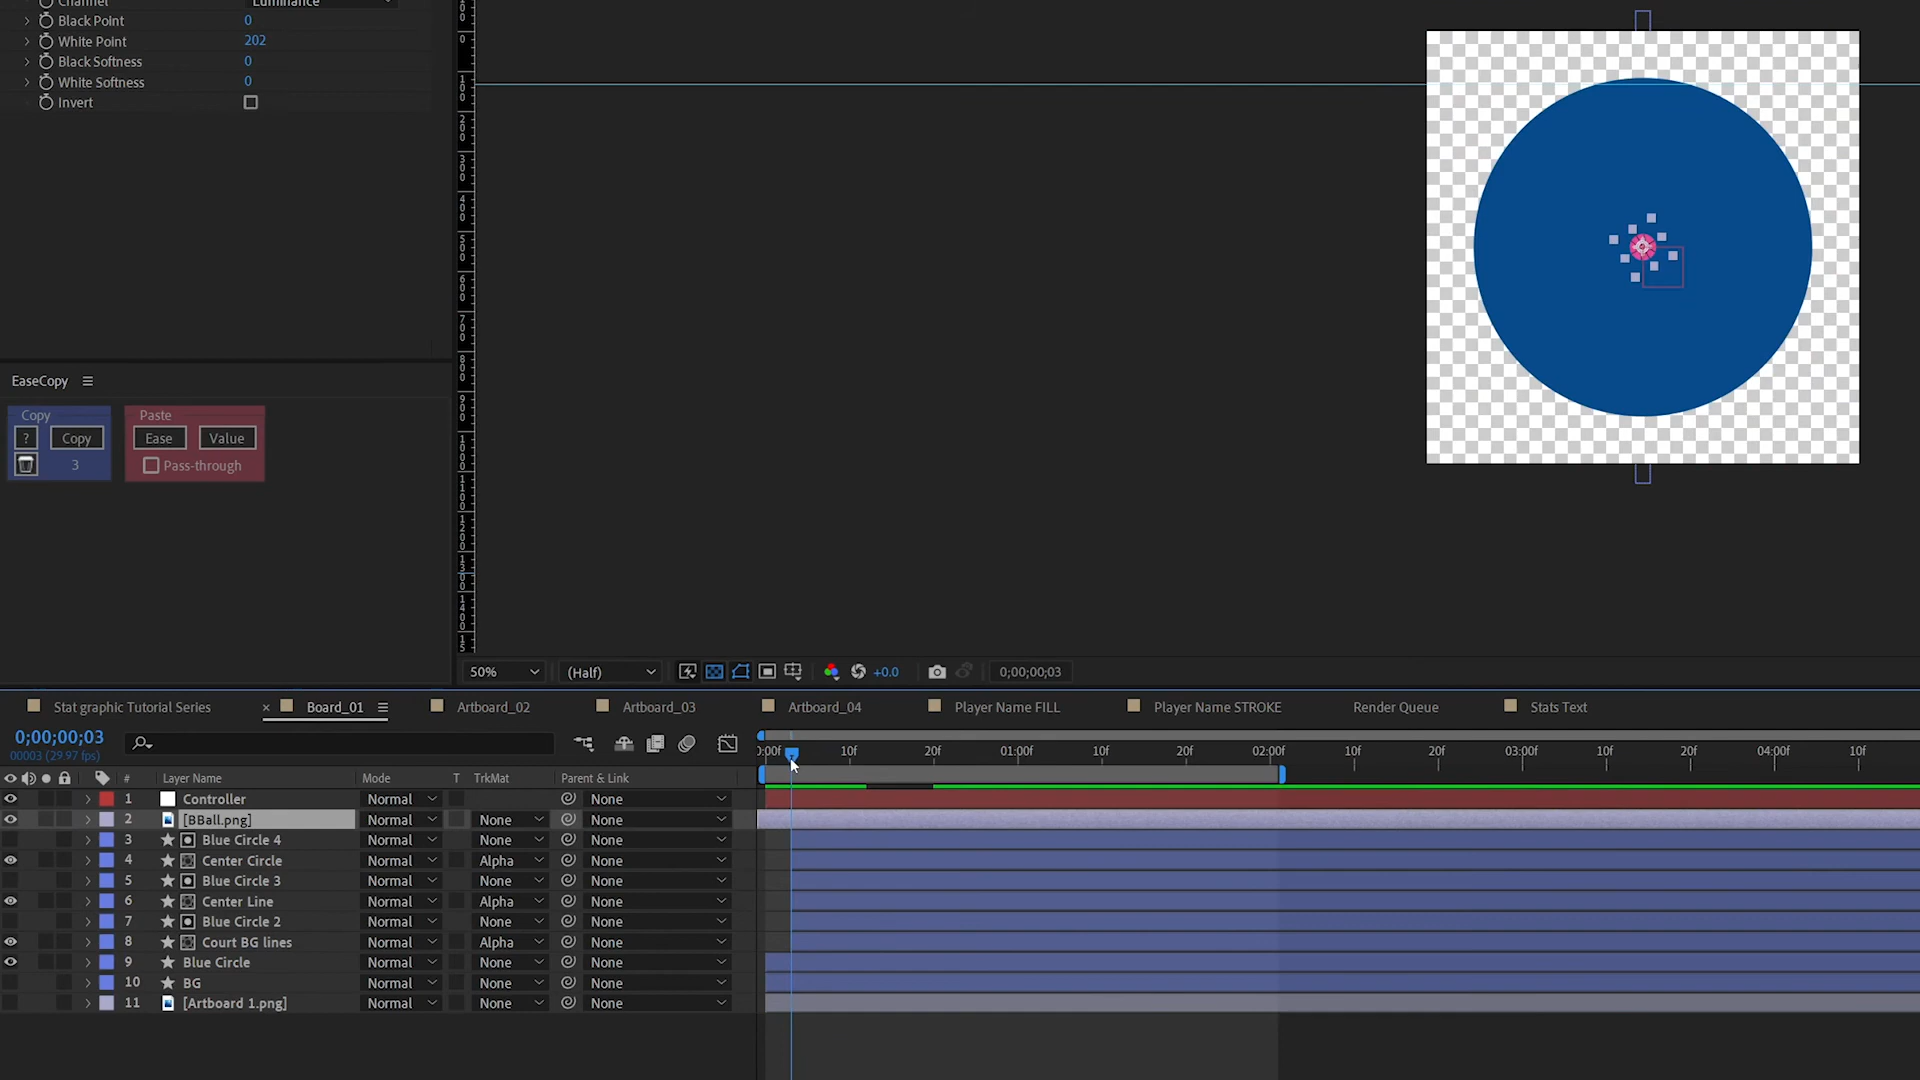 Channel Luminance
Black Point 0
White Point 202
Black Softness 0
White Softness 0
Invert
EaseCopy
Copy Paste
? Copy Ease Value
3 Pass-through
50% (Half) +0.0 0;00;00;03
Stat graphic Tutorial Series × Board_01 Artboard_02 Artboard_03 Artboard_04 Player Name FILL Player Name STROKE Render Queue Stats Text
0;00;00;03
00003 (29.97 fps)
0:00f 10f 20f 01:00f 10f 20f 02:00f 10f 20f 03:00f 10f 20f 04:00f 10f
# Layer Name Mode T TrkMat Parent & Link
1 Controller Normal None
2 [BBall.png] Normal None None
3 Blue Circle 4 Normal None None
4 Center Circle Normal Alpha None
5 Blue Circle 3 Normal None None
6 Center Line Normal Alpha None
7 Blue Circle 2 Normal None None
8 Court BG lines Normal Alpha None
9 Blue Circle Normal None None
10 BG Normal None None
11 [Artboard 1.png] Normal None None